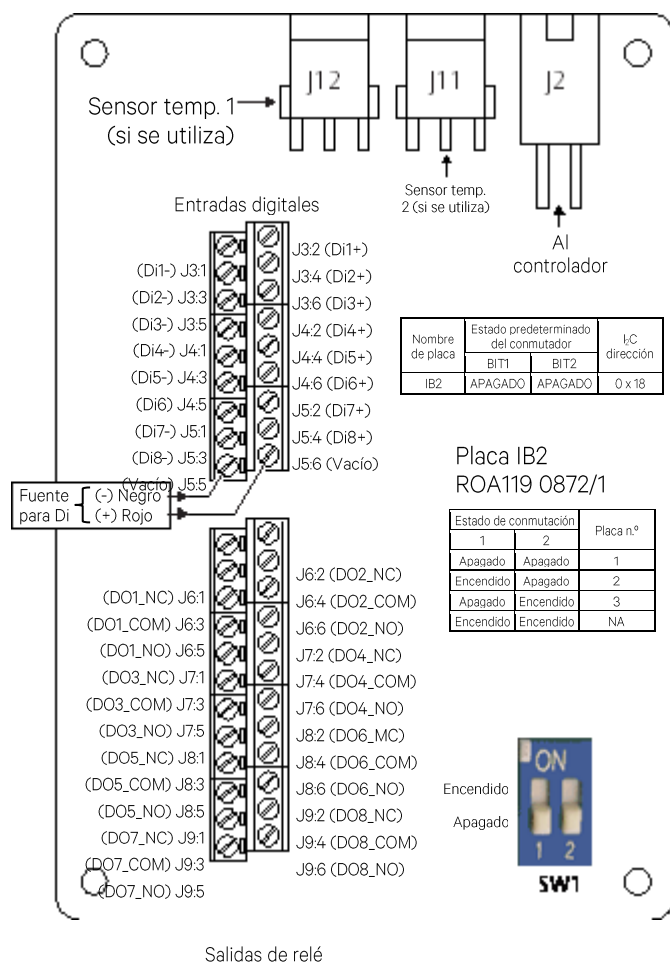 J12
J11
J2
Sensor temp. 1
(si se utiliza)
Sensor temp.
2 (si se utiliza)
Al
controlador
Entradas digitales
(Di1-) J3:1
(Di2-) J3:3
(Di3-) J3:5
(Di4-) J4:1
(Di5-) J4:3
(Di6) J4:5
(Di7-) J5:1
(Di8-) J5:3
(Vacío) J5:5
J3:2 (Di1+)
J3:4 (Di2+)
J3:6 (Di3+)
J4:2 (Di4+)
J4:4 (Di5+)
J4:6 (Di6+)
J5:2 (Di7+)
J5:4 (Di8+)
J5:6 (Vacío)
Fuente
para Di
(-) Negro
(+) Rojo
Nombre
de placa
Estado predeterminado
del conmutador
I₂C
dirección
BIT1 BIT2
IB2 APAGADO APAGADO 0 x 18
Placa IB2
ROA119 0872/1
Estado de conmutación Placa n.º
1 2
Apagado Apagado 1
Encendido Apagado 2
Apagado Encendido 3
Encendido Encendido NA
(DO1_NC) J6:1
(DO1_COM) J6:3
(DO1_NO) J6:5
(DO3_NC) J7:1
(DO3_COM) J7:3
(DO3_NO) J7:5
(DO5_NC) J8:1
(DO5_COM) J8:3
(DO5_NO) J8:5
(DO7_NC) J9:1
(DO7_COM) J9:3
(DO7_NO) J9:5
J6:2 (DO2_NC)
J6:4 (DO2_COM)
J6:6 (DO2_NO)
J7:2 (DO4_NC)
J7:4 (DO4_COM)
J7:6 (DO4_NO)
J8:2 (DO6_MC)
J8:4 (DO6_COM)
J8:6 (DO6_NO)
J9:2 (DO8_NC)
J9:4 (DO8_COM)
J9:6 (DO8_NO)
Encendido
Apagado
ON
1 2
SW1
Salidas de relé